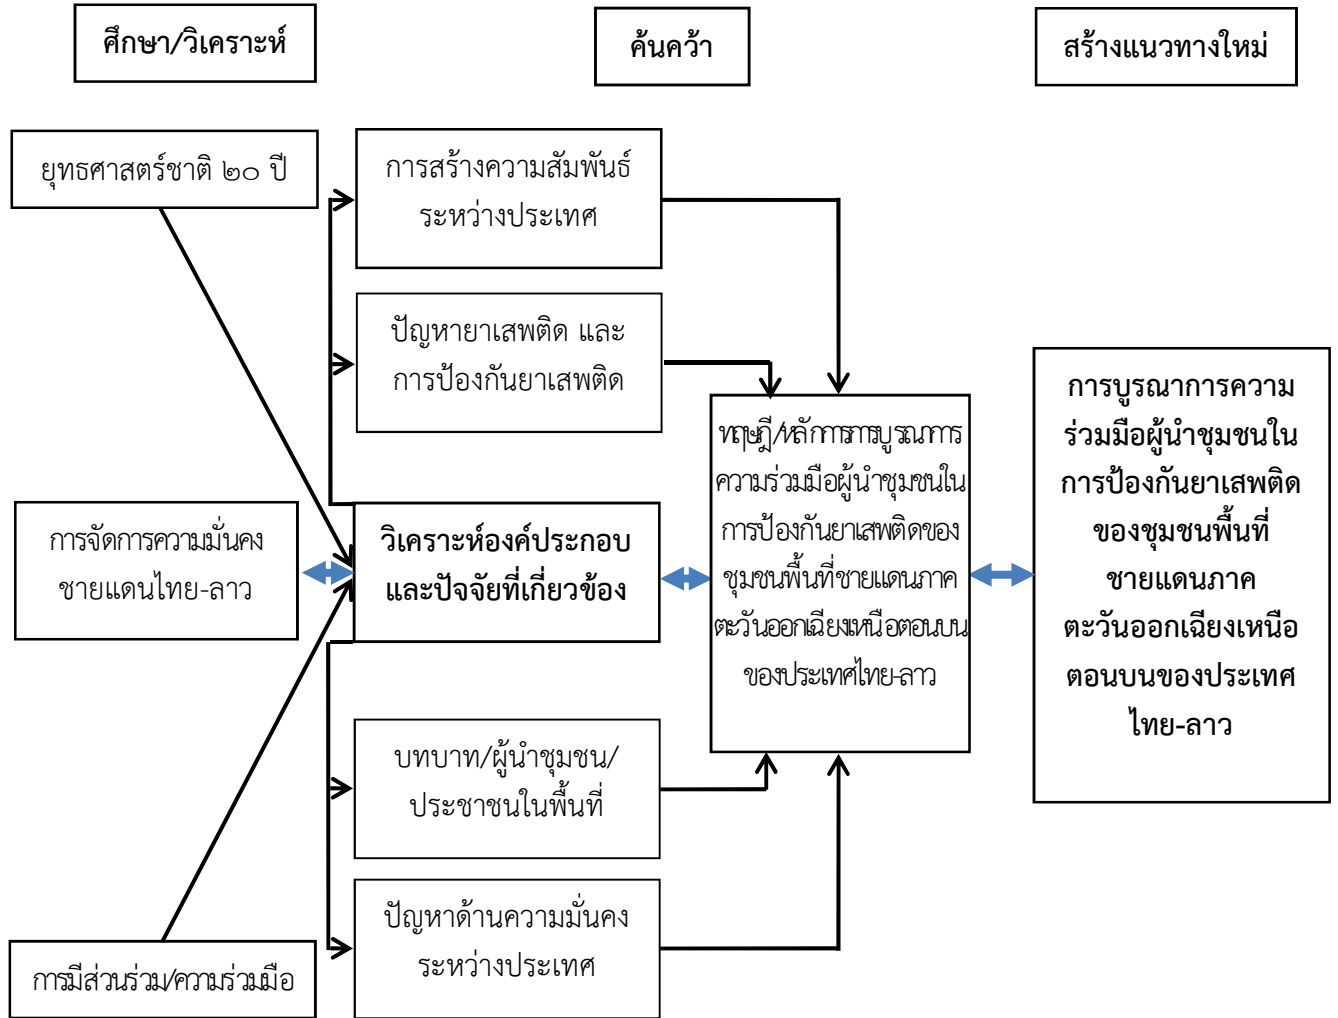 ศึกษา/วิเคราะห์
ค้นคว้า
สร้างแนวทางใหม่
ยุทธศาสตร์ชาติ ๒๐ ปี
การจัดการความมั่นคง
ชายแดนไทย-ลาว
การมีส่วนร่วม/ความร่วมมือ
การสร้างความสัมพันธ์
ระหว่างประเทศ
ปัญหายาเสพติด และ
การป้องกันยาเสพติด
วิเคราะห์องค์ประกอบ
และปัจจัยที่เกี่ยวข้อง
บทบาท/ผู้นำชุมชน/
ประชาชนในพื้นที่
ปัญหาด้านความมั่นคง
ระหว่างประเทศ
ทฤษฎี/หลักการการบูรณาการ
ความร่วมมือผู้นำชุมชนใน
การป้องกันยาเสพติดของ
ชุมชนพื้นที่ชายแดนภาค
ตะวันออกเฉียงเหนือตอนบน
ของประเทศไทย-ลาว
การบูรณาการความ
ร่วมมือผู้นำชุมชนใน
การป้องกันยาเสพติด
ของชุมชนพื้นที่
ชายแดนภาค
ตะวันออกเฉียงเหนือ
ตอนบนของประเทศ
ไทย-ลาว